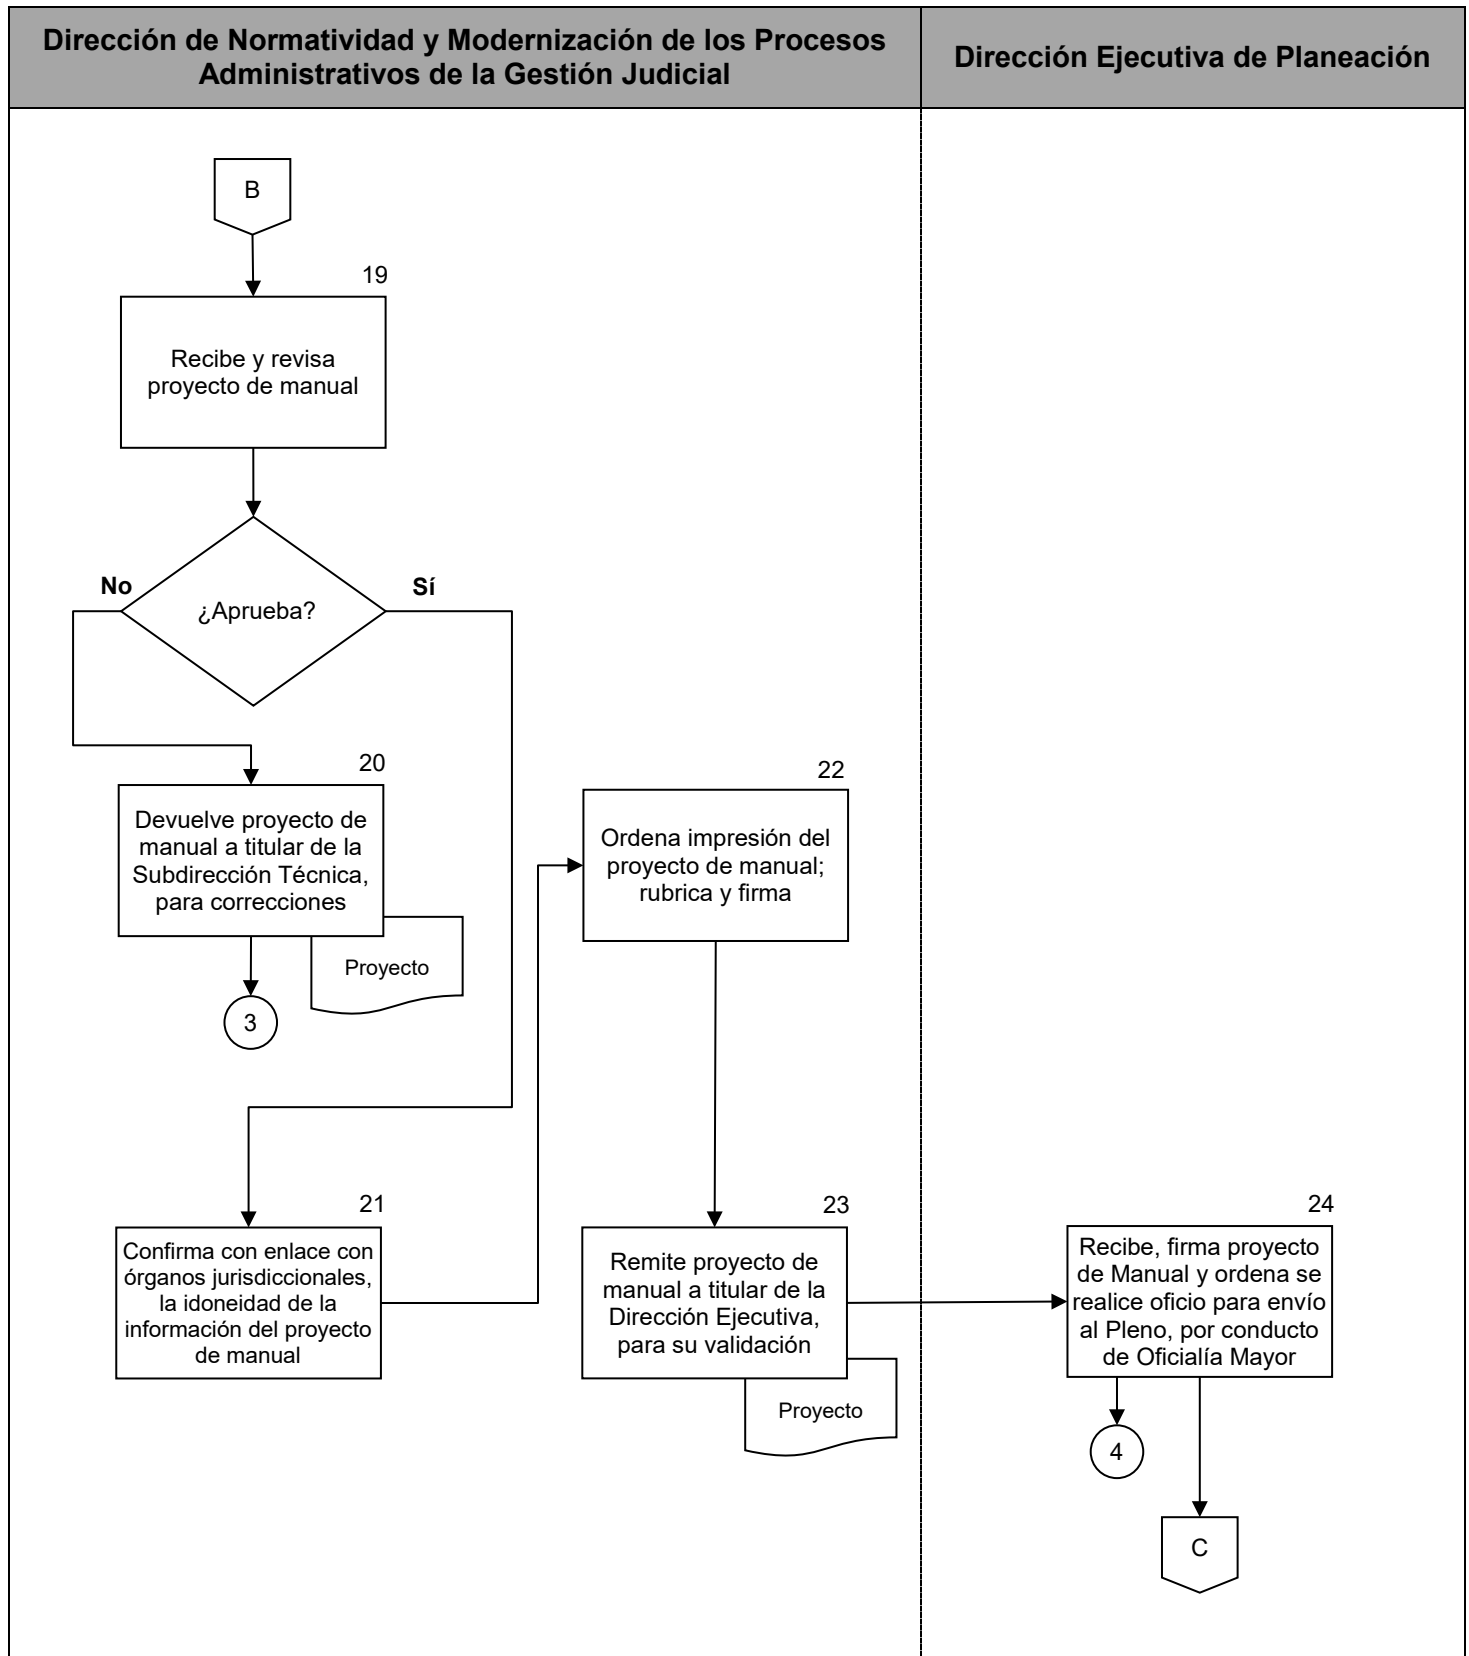 Dirección de Normatividad y Modernización de los Procesos
Administrativos de la Gestión Judicial
Dirección Ejecutiva de Planeación
B
19
Recibe y revisa
proyecto de manual
¿Aprueba?
No
Sí
20
Devuelve proyecto de
manual a titular de la
Subdirección Técnica,
para correcciones
Proyecto
3
21
Confirma con enlace con
órganos jurisdiccionales,
la idoneidad de la
información del proyecto
de manual
22
Ordena impresión del
proyecto de manual;
rubrica y firma
23
Remite proyecto de
manual a titular de la
Dirección Ejecutiva,
para su validación
Proyecto
24
Recibe, firma proyecto
de Manual y ordena se
realice oficio para envío
al Pleno, por conducto
de Oficialía Mayor
4
C